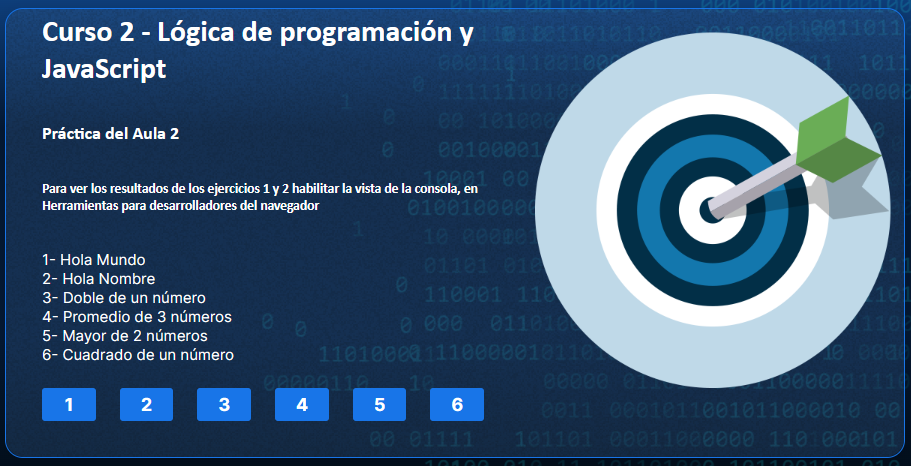 Curso 2 - Lógica de programación y
JavaScript
Práctica del Aula 2
Para ver los resultados de los ejercicios 1 y 2 habilitar la vista de la consola, en
Herramientas para desarrolladores del navegador
1- Hola Mundo
2- Hola Nombre
3- Doble de un número
4- Promedio de 3 números
5- Mayor de 2 números
6- Cuadrado de un número
1 2 3 4 5 6